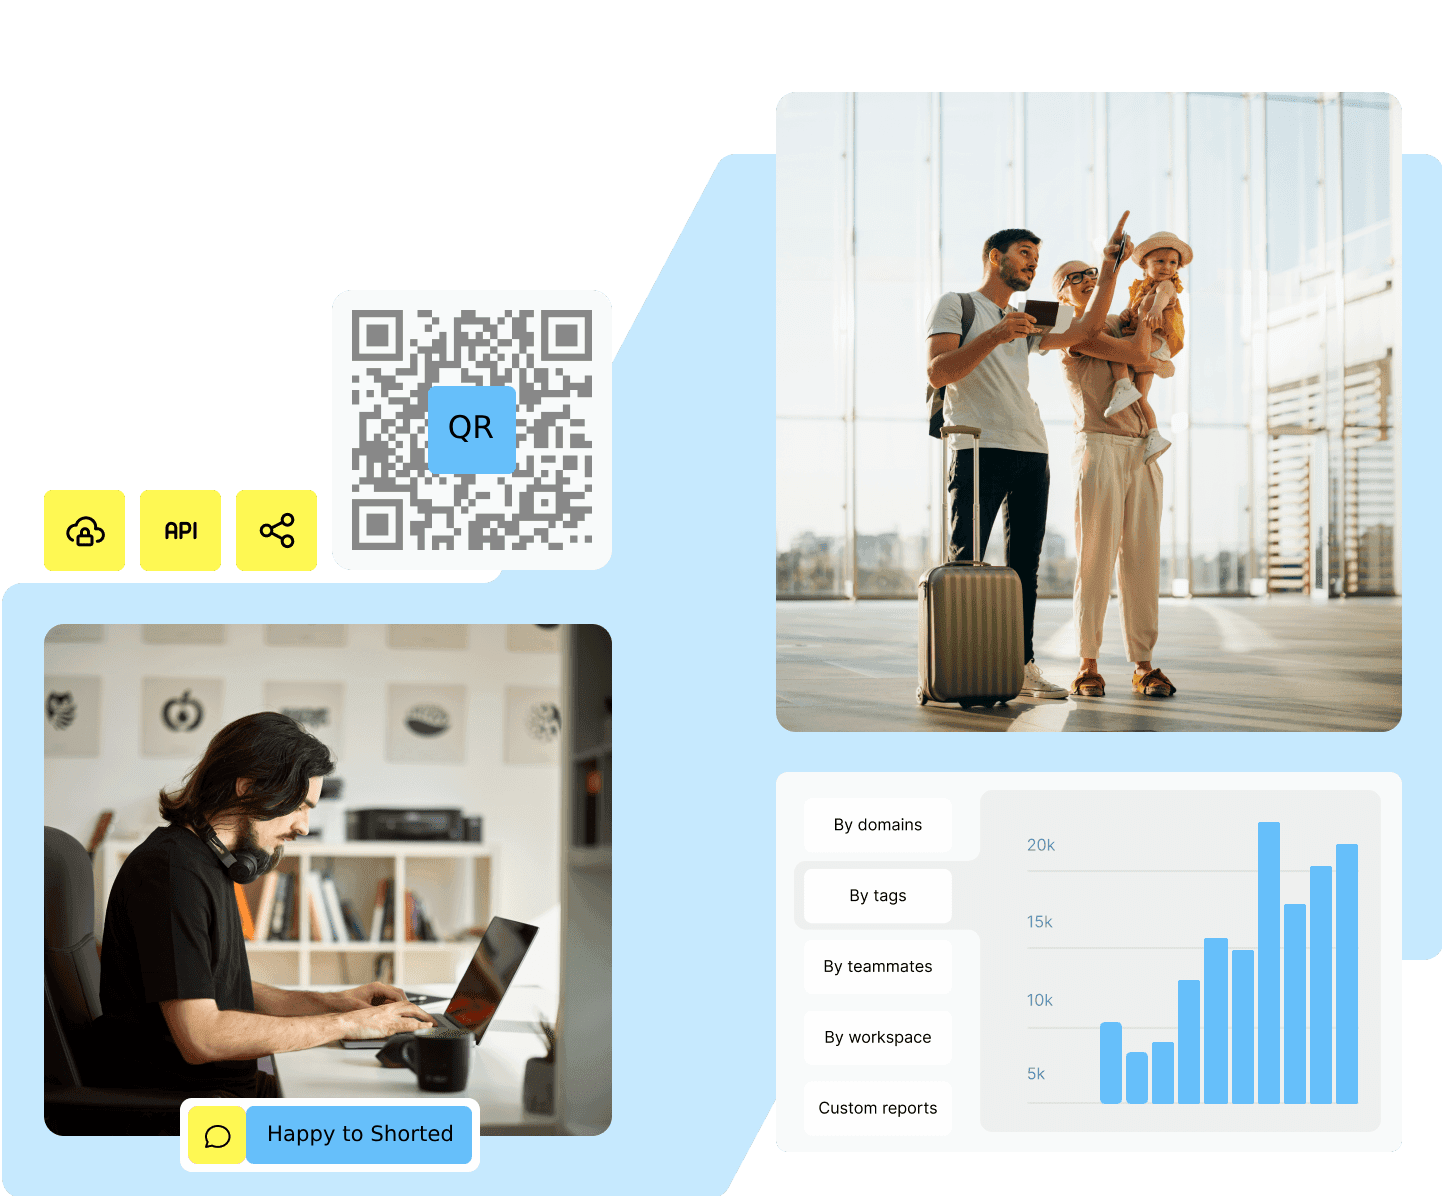 QR
API
Happy to Shorted
By domains
By tags
By teammates
By workspace
Custom reports
20k
15k
10k
5k